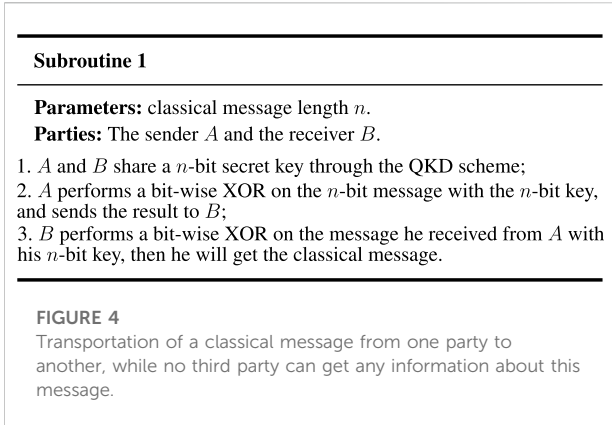 Subroutine 1
Parameters: classical message length n.
Parties: The sender A and the receiver B.
1. A and B share a n-bit secret key through the QKD scheme;
2. A performs a bit-wise XOR on the n-bit message with the n-bit key,
and sends the result to B;
3. B performs a bit-wise XOR on the message he received from A with
his n-bit key, then he will get the classical message.
FIGURE 4
Transportation of a classical message from one party to
another, while no third party can get any information about this
message.